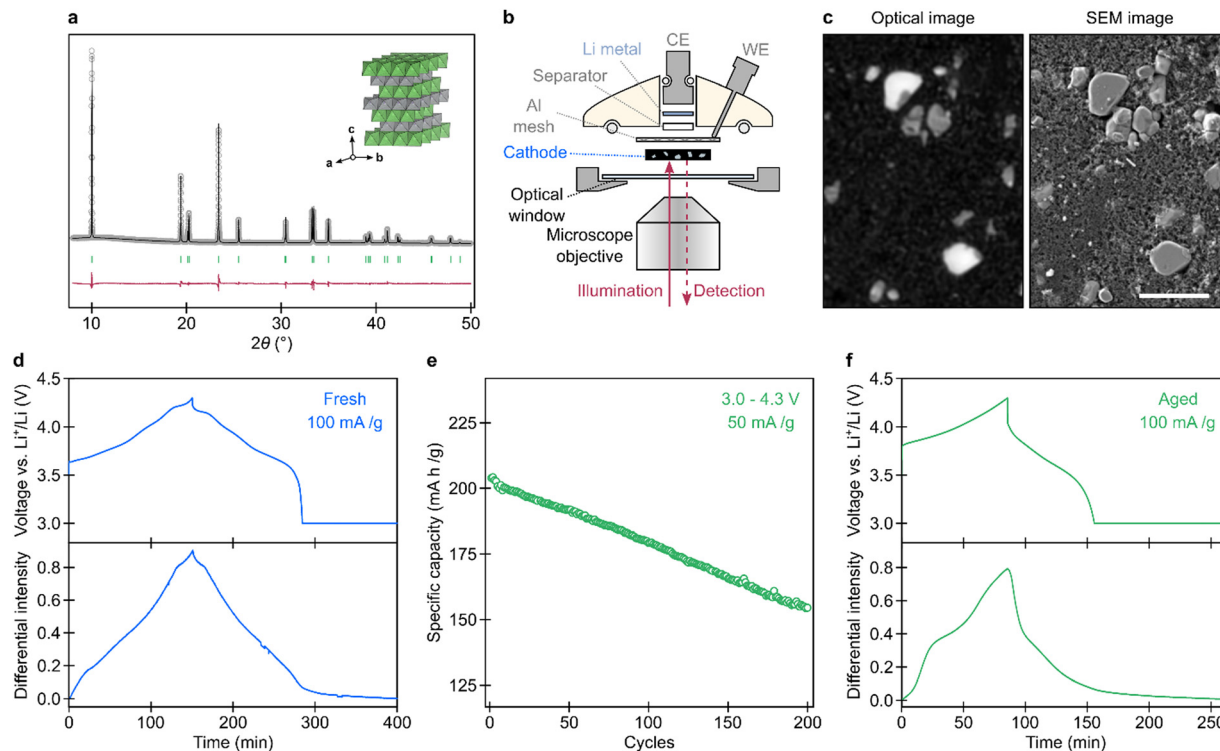 a
c
a
b
10
20
30
40
50
2θ (°)
b
CE
WE
Li metal
Separator
Al
mesh
Cathode
Optical
window
Microscope
objective
Illumination
Detection
c
Optical image
SEM image
d
Voltage vs. Li⁺/Li (V)
4.5
4.0
3.5
3.0
Fresh
100 mA /g
Differential intensity
0.8
0.6
0.4
0.2
0.0
0
100
200
300
400
Time (min)
e
Specific capacity (mA h /g)
225
200
175
150
125
3.0 - 4.3 V
50 mA /g
0
50
100
150
200
Cycles
f
Voltage vs. Li⁺/Li (V)
4.5
4.0
3.5
3.0
Aged
100 mA /g
Differential intensity
0.8
0.6
0.4
0.2
0.0
0
50
100
150
200
250
Time (min)